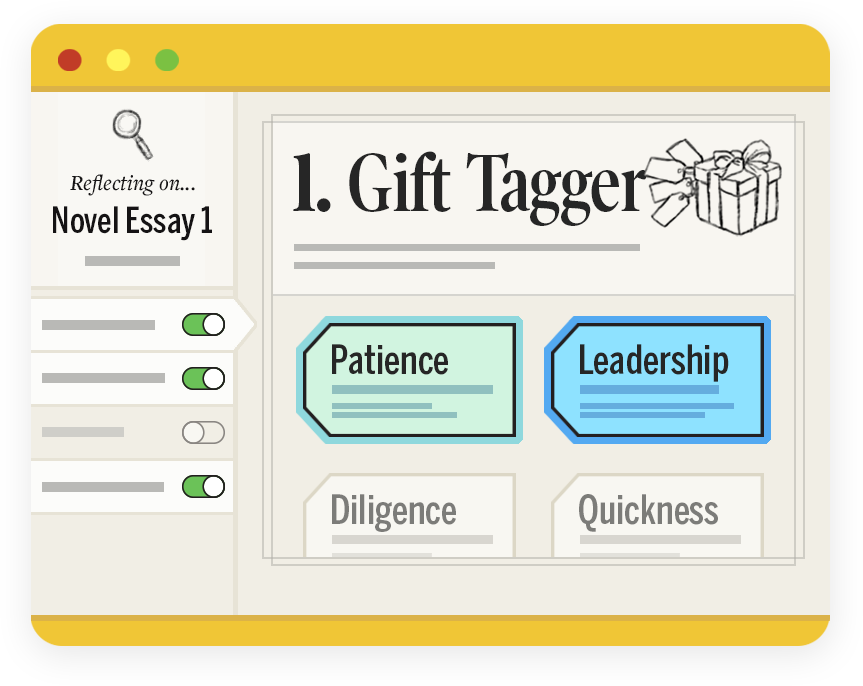 Reflecting on...
Novel Essay 1
1. Gift Tagger
Patience
Leadership
Diligence
Quickness